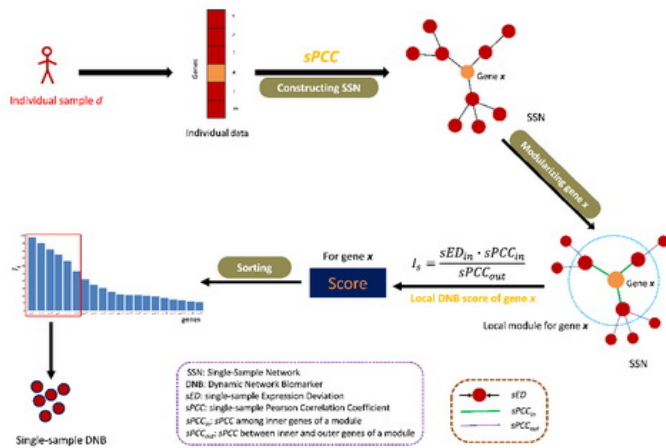 Individual sample d
Genes
Individual data
sPCC
Constructing SSN
Gene x
SSN
Modularizing gene x
Gene x
Local module for gene x
SSN
I_s = sED_in · sPCC_in / sPCC_out
Local DNB score of gene x
For gene x
Score
Sorting
I_s
genes
Single-sample DNB
SSN: Single-Sample Network
DNB: Dynamic Network Biomarker
sED: single-sample Expression Deviation
sPCC: single-sample Pearson Correlation Coefficient
sPCC_in: sPCC among inner genes of a module
sPCC_out: sPCC between inner and outer genes of a module
sED
sPCC_in
sPCC_out